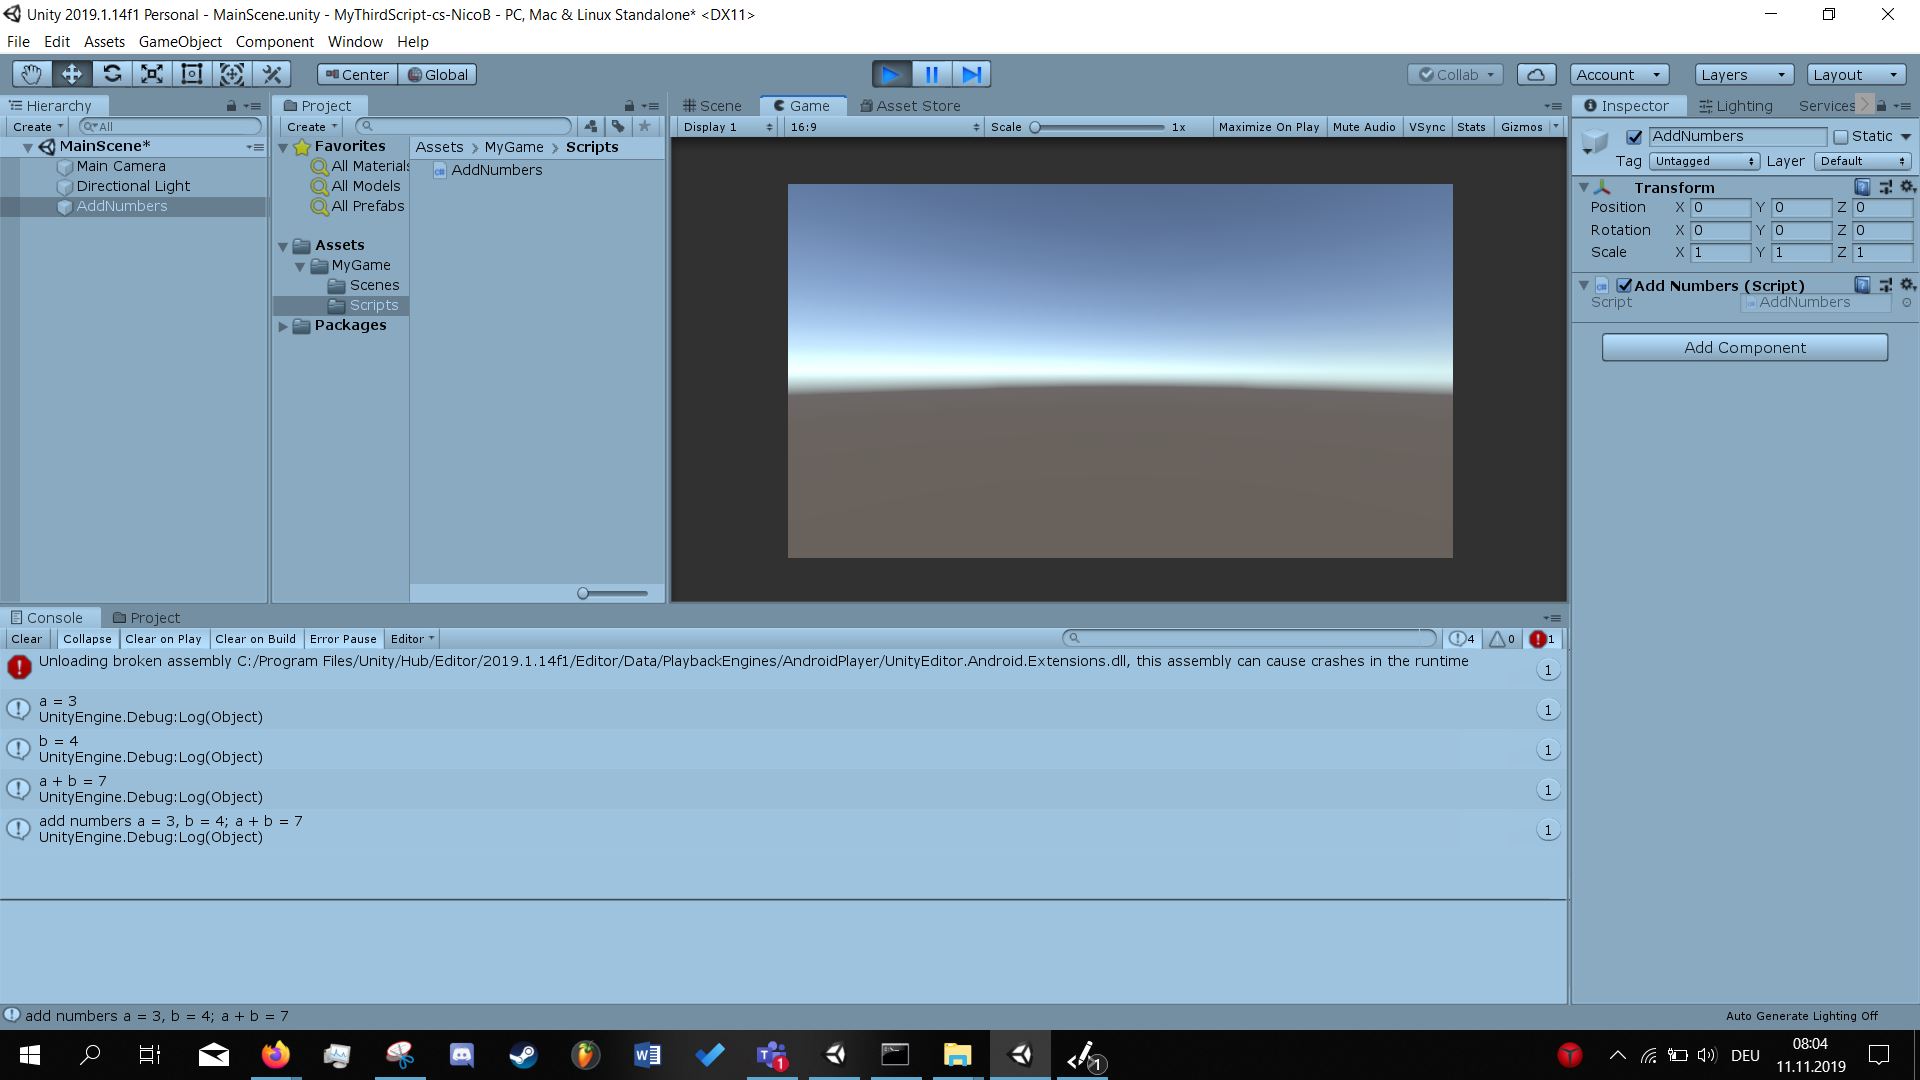 Unity 2019.1.14f1 Personal - MainScene.unity - MyThirdScript-cs-NicoB - PC, Mac & Linux Standalone* <DX11>
File Edit Assets GameObject Component Window Help
Center Global Collab Account Layers Layout
Hierarchy
Create All
MainScene*
Main Camera
Directional Light
AddNumbers
Project
Create
Favorites
All Materials
All Models
All Prefabs
Assets
MyGame
Scenes
Scripts
Packages
Assets MyGame Scripts
AddNumbers
Scene Game Asset Store
Display 1 16:9 Scale 1x Maximize On Play Mute Audio VSync Stats Gizmos
Inspector Lighting Services
AddNumbers Static
Tag Untagged Layer Default
Transform
Position X 0 Y 0 Z 0
Rotation X 0 Y 0 Z 0
Scale X 1 Y 1 Z 1
Add Numbers (Script)
Script AddNumbers
Add Component
Console Project
Clear Collapse Clear on Play Clear on Build Error Pause Editor 4 0 1
Unloading broken assembly C:/Program Files/Unity/Hub/Editor/2019.1.14f1/Editor/Data/PlaybackEngines/AndroidPlayer/UnityEditor.Android.Extensions.dll, this assembly can cause crashes in the runtime
1
a = 3
UnityEngine.Debug:Log(Object)
1
b = 4
UnityEngine.Debug:Log(Object)
1
a + b = 7
UnityEngine.Debug:Log(Object)
1
add numbers a = 3, b = 4; a + b = 7
UnityEngine.Debug:Log(Object)
1
add numbers a = 3, b = 4; a + b = 7
Auto Generate Lighting Off
1
1
DEU
08:04
11.11.2019